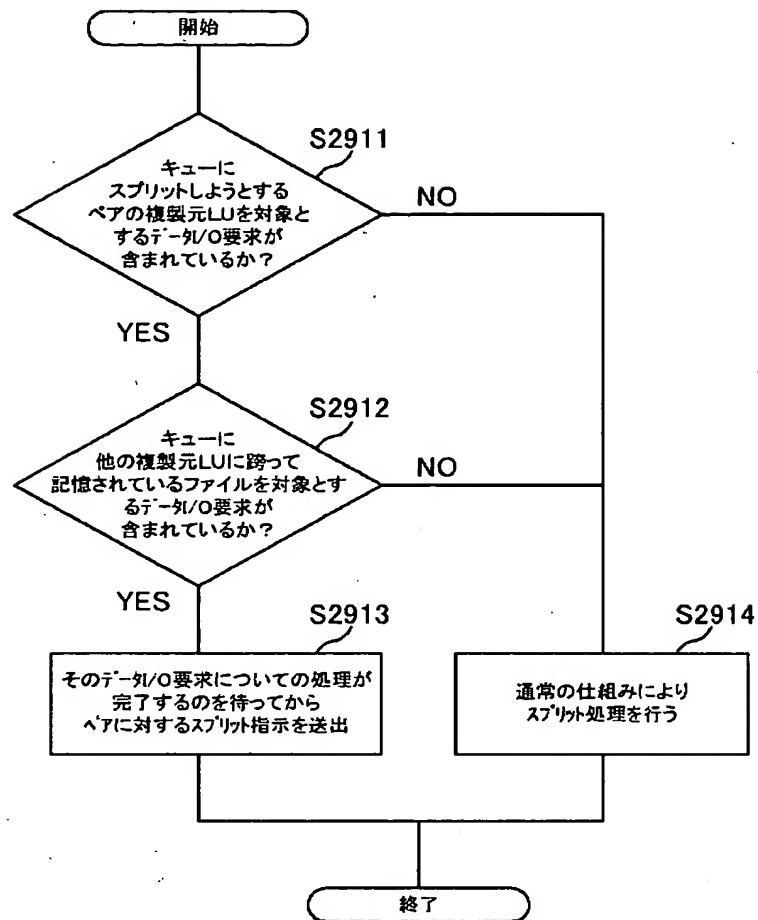 開始
S2911
キューに
スプリットしようとする
ペアの複製元LUを対象と
するデータI/O要求が
含まれているか?
NO
YES
S2912
キューに
他の複製元LUに跨って
記憶されているファイルを対象とす
るデータI/O要求が
含まれているか?
NO
YES
S2913
そのデータI/O要求についての処理が
完了するのを待ってから
ペアに対するスプリット指示を送出
S2914
通常の仕組みにより
スプリット処理を行う
終了